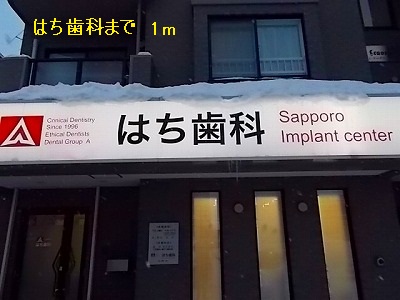 はち歯科まで 1m
Clinical Dentistry
Since 1996
Ethical Dentists
Dental Group A
はち歯科
Sapporo
Implant center